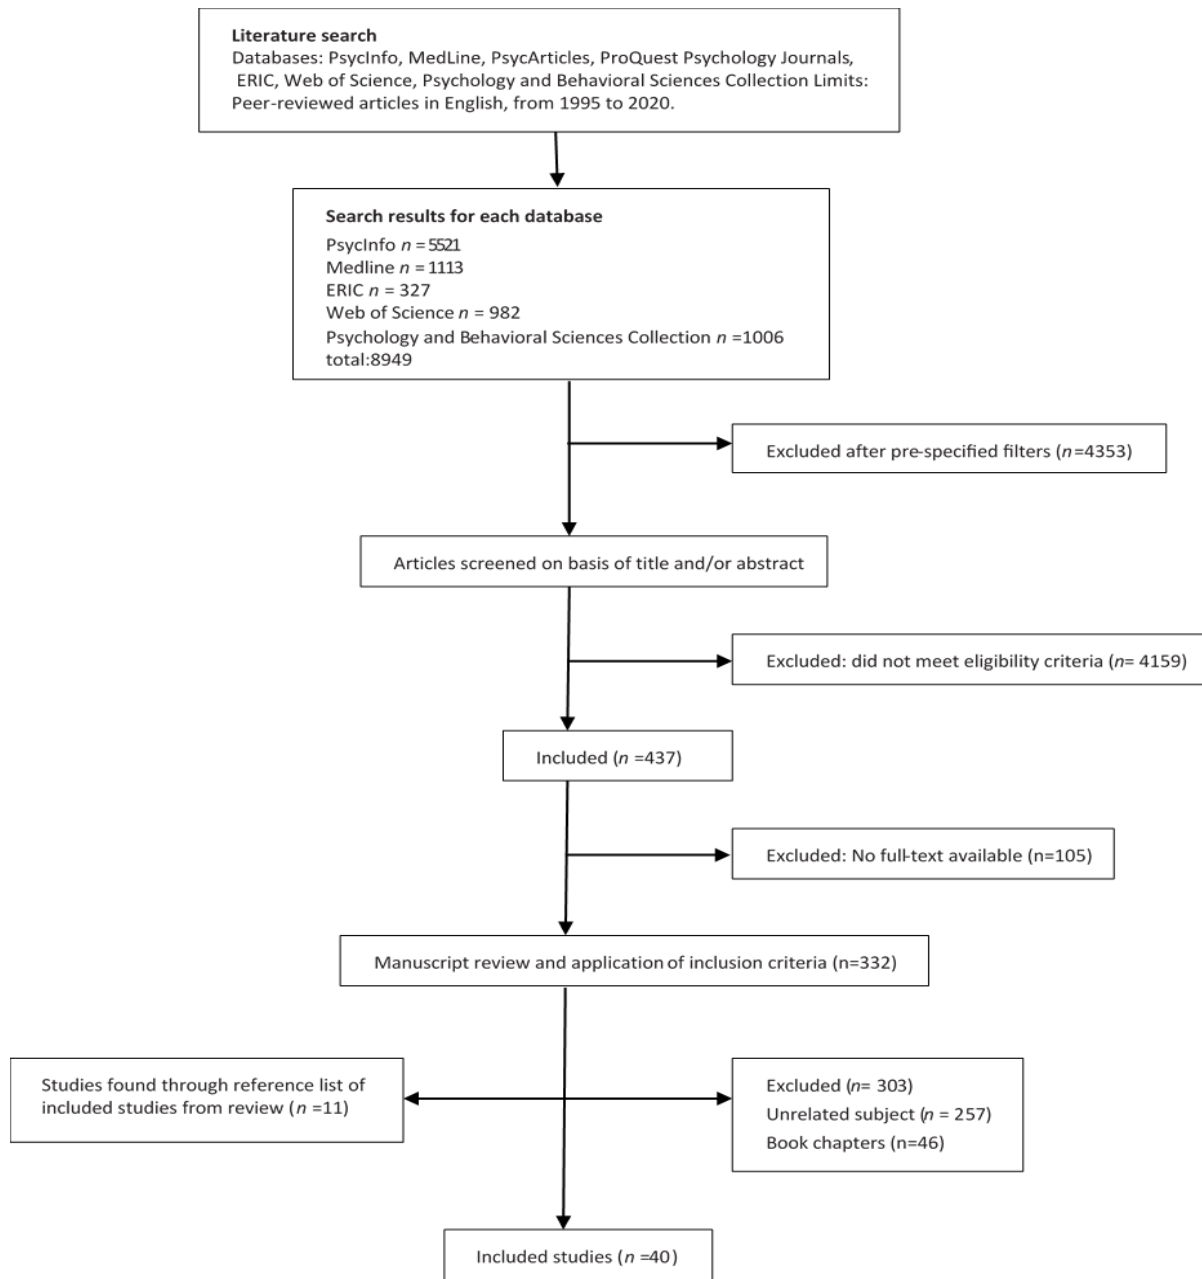 Literature search
Databases: PsycInfo, MedLine, PsycArticles, ProQuest Psychology Journals,
ERIC, Web of Science, Psychology and Behavioral Sciences Collection Limits:
Peer-reviewed articles in English, from 1995 to 2020.
Search results for each database
PsycInfo n = 5521
Medline n = 1113
ERIC n = 327
Web of Science n = 982
Psychology and Behavioral Sciences Collection n =1006
total:8949
Excluded after pre-specified filters (n=4353)
Articles screened on basis of title and/or abstract
Excluded: did not meet eligibility criteria (n= 4159)
Included (n =437)
Excluded: No full-text available (n=105)
Manuscript review and application of inclusion criteria (n=332)
Studies found through reference list of
included studies from review (n =11)
Excluded (n= 303)
Unrelated subject (n = 257)
Book chapters (n=46)
Included studies (n =40)